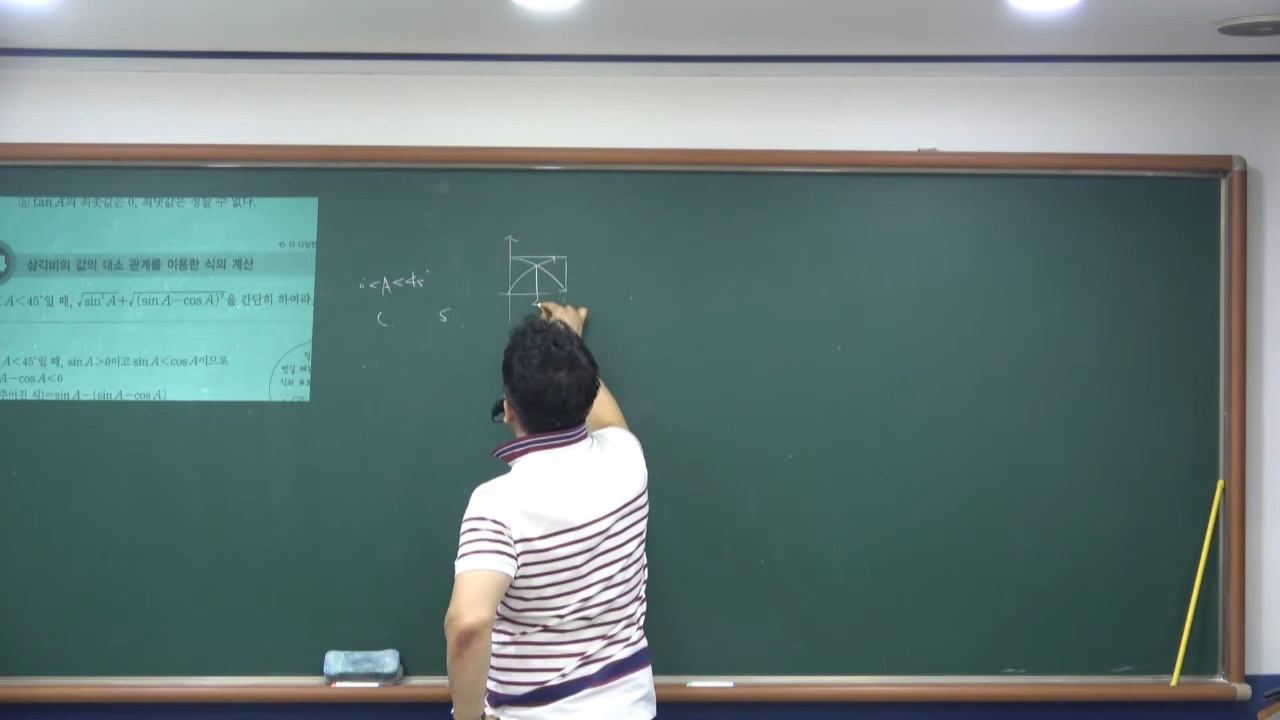 ③ tan A의 최솟값은 0, 최댓값은 정할 수 없다.
삼각비의 값의 대소 관계를 이용한 식의 계산
A<45°일 때, √sin²A+√(sin A−cos A)²을 간단히 하여라.
A<45°일 때, sin A>0이고 sin A<cos A이므로
A−cos A<0
주어진 식)=sin A−(sin A−cos A)
0°<A<45°
C. S.